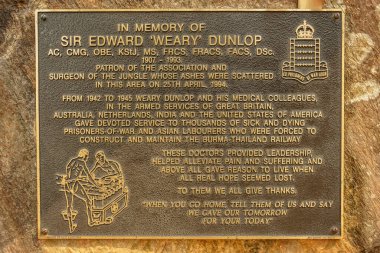 IN MEMORY OF
SIR EDWARD 'WEARY' DUNLOP
AC, CMG, OBE, KStJ, MS, FRCS, FRACS, FACS, DSc.
1907 - 1993.
PATRON OF THE ASSOCIATION AND
SURGEON OF THE JUNGLE WHOSE ASHES WERE SCATTERED
IN THIS AREA ON 25TH APRIL, 1994.
FROM 1942 TO 1945 WEARY DUNLOP AND HIS MEDICAL COLLEAGUES,
IN THE ARMED SERVICES OF GREAT BRITAIN,
AUSTRALIA, NETHERLANDS, INDIA AND THE UNITED STATES OF AMERICA
GAVE DEVOTED SERVICE TO THOUSANDS OF SICK AND DYING
PRISONERS-OF-WAR AND ASIAN LABOURERS WHO WERE FORCED TO
CONSTRUCT AND MAINTAIN THE BURMA-THAILAND RAILWAY
THESE DOCTORS PROVIDED LEADERSHIP,
HELPED ALLEVIATE PAIN AND SUFFERING AND
ABOVE ALL GAVE REASON TO LIVE WHEN
ALL REAL HOPE SEEMED LOST.
TO THEM WE ALL GIVE THANKS.
"WHEN YOU GO HOME, TELL THEM OF US AND SAY
WE GAVE OUR TOMORROW
FOR YOUR TODAY"